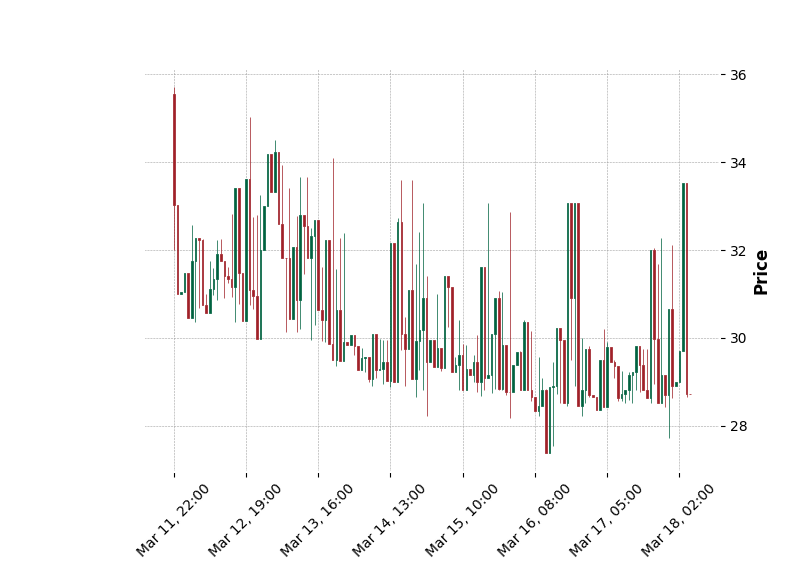 36
34
32
30
28
Price
Mar 11, 22:00
Mar 12, 19:00
Mar 13, 16:00
Mar 14, 13:00
Mar 15, 10:00
Mar 16, 08:00
Mar 17, 05:00
Mar 18, 02:00